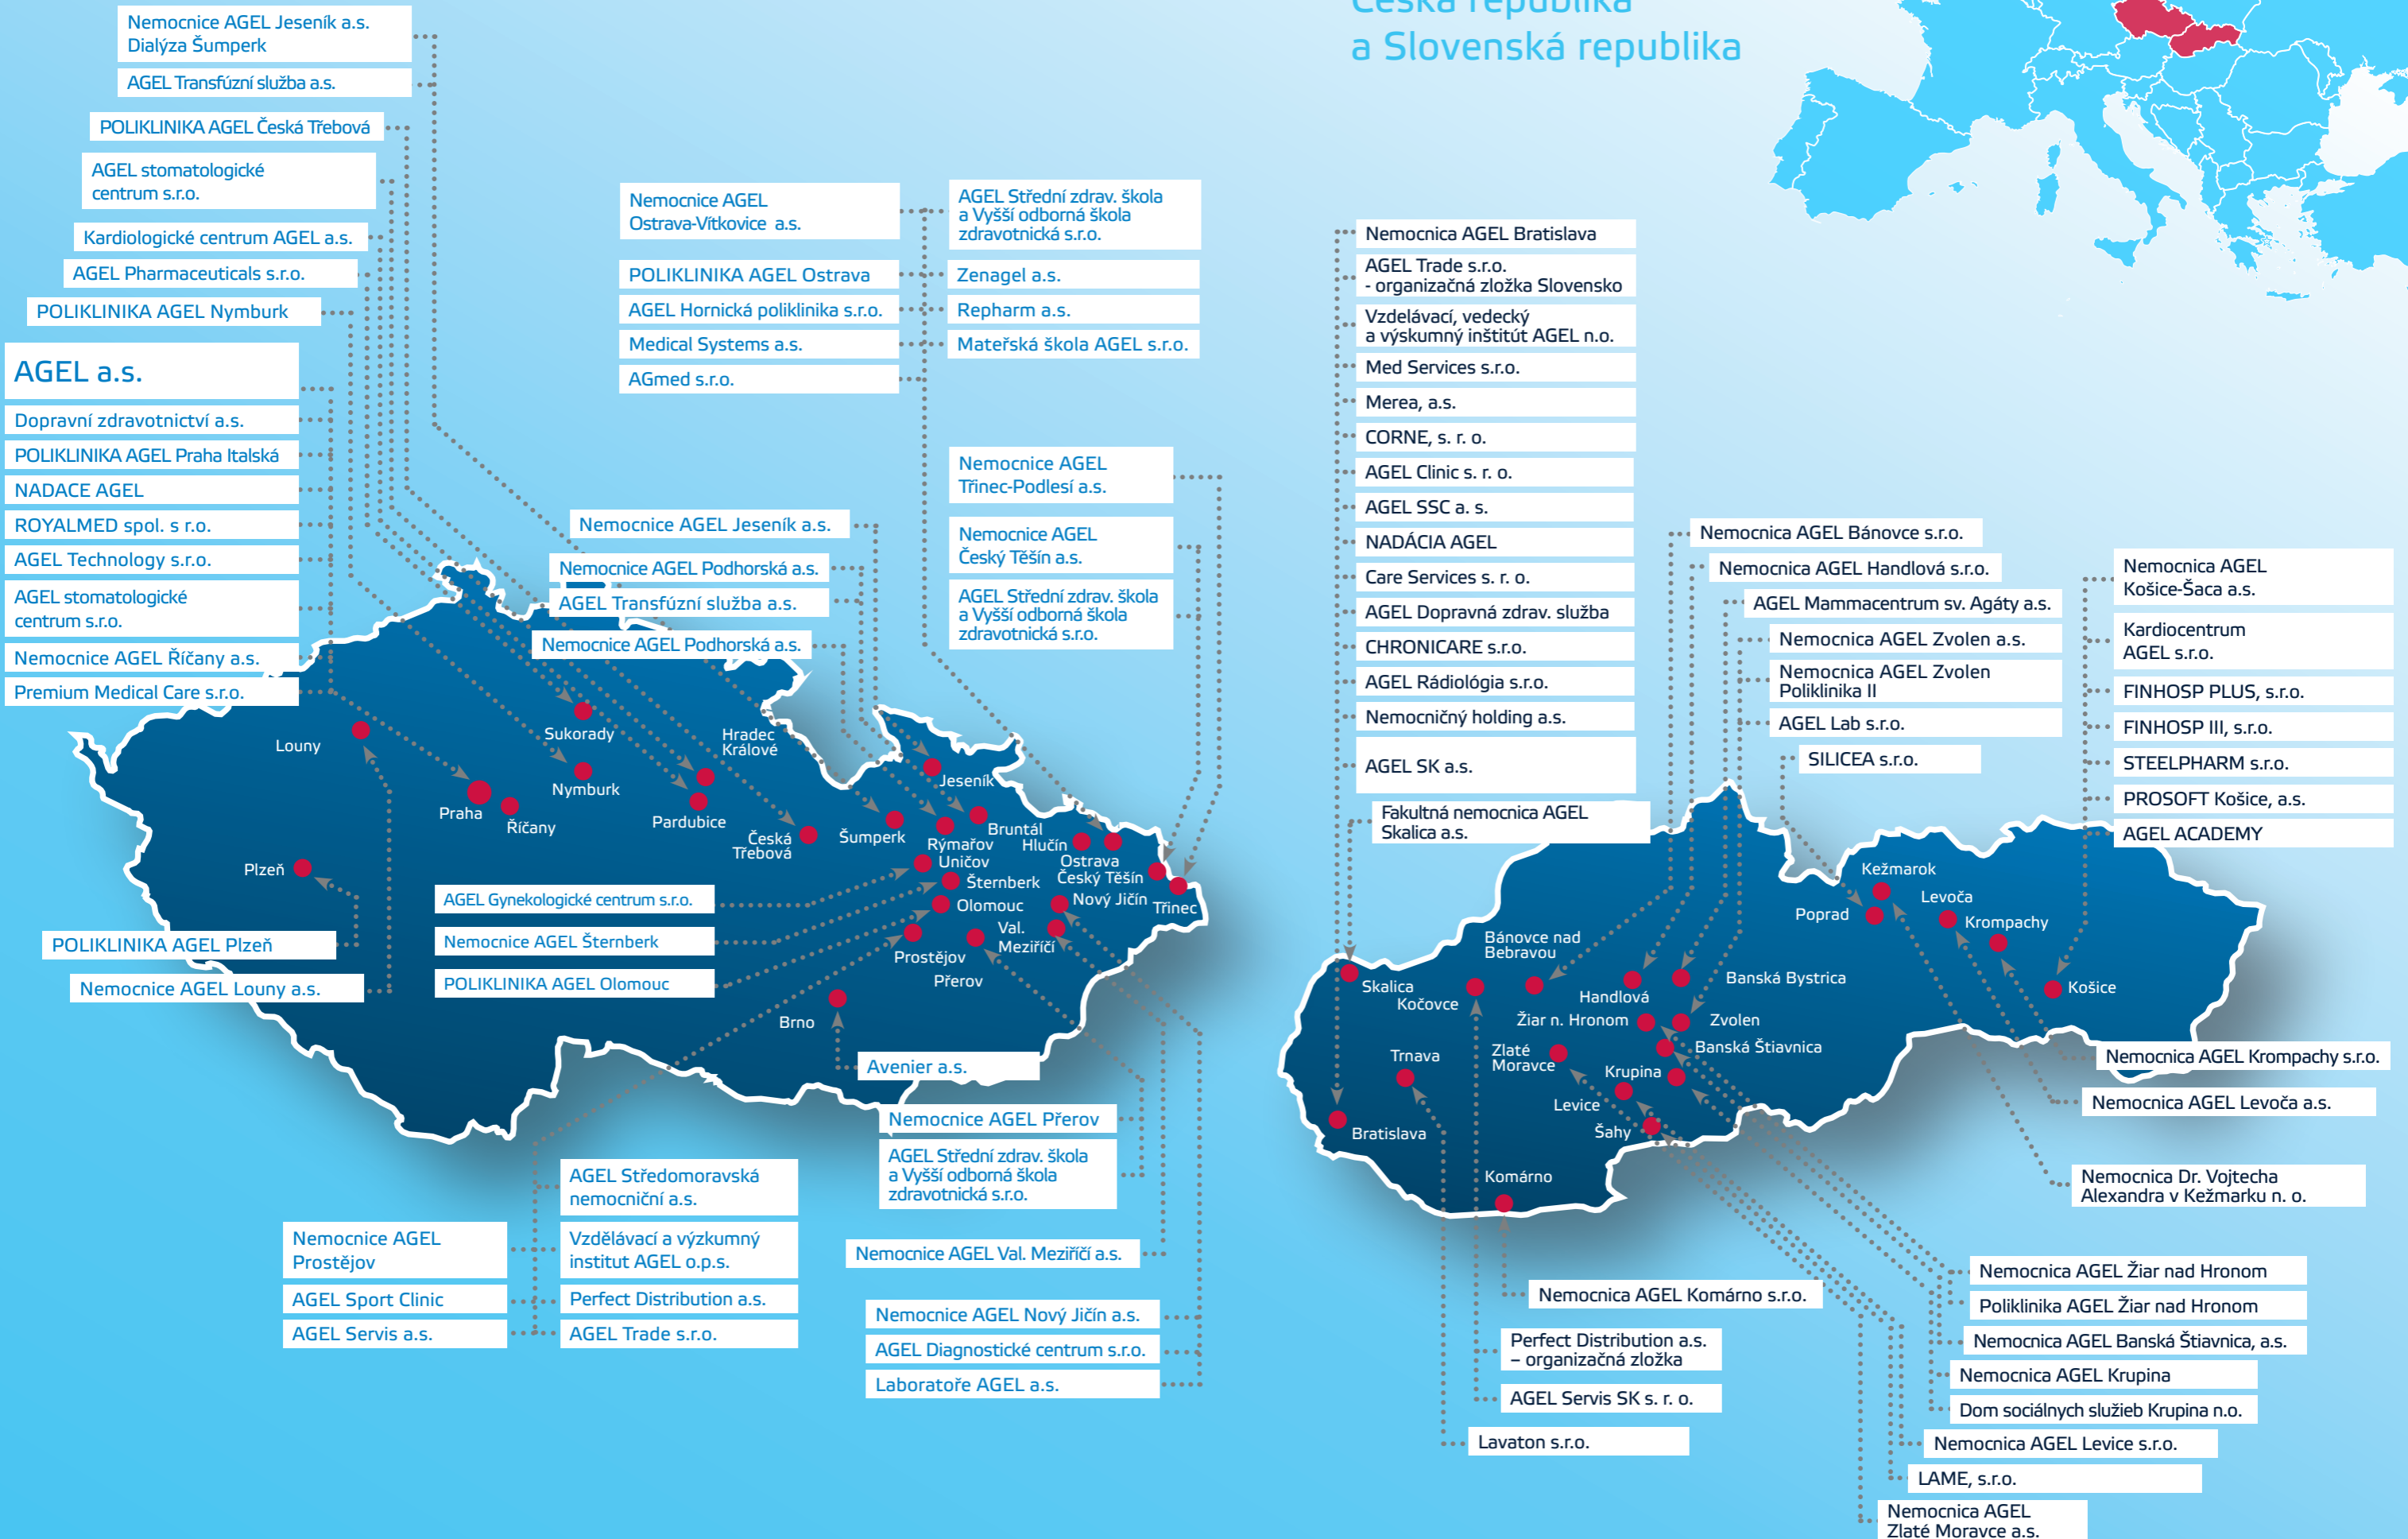 Česká republika
a Slovenská republika
Nemocnice AGEL Jeseník a.s.
Dialýza Šumperk
AGEL Transfúzní služba a.s.
POLIKLINIKA AGEL Česká Třebová
AGEL stomatologické
centrum s.r.o.
Kardiologické centrum AGEL a.s.
AGEL Pharmaceuticals s.r.o.
POLIKLINIKA AGEL Nymburk
AGEL a.s.
Dopravní zdravotnictví a.s.
POLIKLINIKA AGEL Praha Italská
NADACE AGEL
ROYALMED spol. s r.o.
AGEL Technology s.r.o.
AGEL stomatologické
centrum s.r.o.
Nemocnice AGEL Říčany a.s.
Premium Medical Care s.r.o.
Nemocnice AGEL
Ostrava-Vítkovice a.s.
POLIKLINIKA AGEL Ostrava
AGEL Hornická poliklinika s.r.o.
Medical Systems a.s.
AGmed s.r.o.
AGEL Střední zdrav. škola
a Vyšší odborná škola
zdravotnická s.r.o.
Zenagel a.s.
Repharm a.s.
Mateřská škola AGEL s.r.o.
Nemocnice AGEL
Třinec-Podlesí a.s.
Nemocnice AGEL
Český Těšín a.s.
AGEL Střední zdrav. škola
a Vyšší odborná škola
zdravotnická s.r.o.
Nemocnice AGEL Jeseník a.s.
Nemocnice AGEL Podhorská a.s.
AGEL Transfúzní služba a.s.
Nemocnice AGEL Podhorská a.s.
Louny
Sukorady
Hradec
Králové
Nymburk
Praha
Říčany
Pardubice
Česká
Třebová
Jeseník
Šumperk
Bruntál
Rýmařov
Hlučín
Uničov
Ostrava
Český Těšín
Šternberk
Nový Jičín
Třinec
Olomouc
Val.
Meziříčí
Prostějov
Přerov
Plzeň
Brno
AGEL Gynekologické centrum s.r.o.
Nemocnice AGEL Šternberk
POLIKLINIKA AGEL Olomouc
POLIKLINIKA AGEL Plzeň
Nemocnice AGEL Louny a.s.
Avenier a.s.
Nemocnice AGEL Přerov
AGEL Střední zdrav. škola
a Vyšší odborná škola
zdravotnická s.r.o.
AGEL Středomoravská
nemocniční a.s.
Nemocnice AGEL
Prostějov
Vzdělávací a výzkumný
institut AGEL o.p.s.
AGEL Sport Clinic
Perfect Distribution a.s.
AGEL Servis a.s.
AGEL Trade s.r.o.
Nemocnice AGEL Val. Meziříčí a.s.
Nemocnice AGEL Nový Jičín a.s.
AGEL Diagnostické centrum s.r.o.
Laboratoře AGEL a.s.
Nemocnica AGEL Bratislava
AGEL Trade s.r.o.
- organizačná zložka Slovensko
Vzdelávací, vedecký
a výskumný inštitút AGEL n.o.
Med Services s.r.o.
Merea, a.s.
CORNE, s. r. o.
AGEL Clinic s. r. o.
AGEL SSC a. s.
NADÁCIA AGEL
Care Services s. r. o.
AGEL Dopravná zdrav. služba
CHRONICARE s.r.o.
AGEL Rádiológia s.r.o.
Nemocničný holding a.s.
AGEL SK a.s.
Fakultná nemocnica AGEL
Skalica a.s.
Nemocnica AGEL Bánovce s.r.o.
Nemocnica AGEL Handlová s.r.o.
AGEL Mammacentrum sv. Agáty a.s.
Nemocnica AGEL Zvolen a.s.
Nemocnica AGEL Zvolen
Poliklinika II
AGEL Lab s.r.o.
SILICEA s.r.o.
Nemocnica AGEL
Košice-Šaca a.s.
Kardiocentrum
AGEL s.r.o.
FINHOSP PLUS, s.r.o.
FINHOSP III, s.r.o.
STEELPHARM s.r.o.
PROSOFT Košice, a.s.
AGEL ACADEMY
Kežmarok
Levoča
Poprad
Krompachy
Košice
Bánovce nad
Bebravou
Skalica
Kočovce
Handlová
Banská Bystrica
Žiar n. Hronom
Zvolen
Trnava
Zlaté
Moravce
Banská Štiavnica
Krupina
Levice
Bratislava
Šahy
Komárno
Nemocnica AGEL Krompachy s.r.o.
Nemocnica AGEL Levoča a.s.
Nemocnica Dr. Vojtecha
Alexandra v Kežmarku n. o.
Nemocnica AGEL Žiar nad Hronom
Poliklinika AGEL Žiar nad Hronom
Nemocnica AGEL Banská Štiavnica, a.s.
Nemocnica AGEL Krupina
Dom sociálnych služieb Krupina n.o.
Nemocnica AGEL Levice s.r.o.
LAME, s.r.o.
Nemocnica AGEL
Zlaté Moravce a.s.
Nemocnica AGEL Komárno s.r.o.
Perfect Distribution a.s.
– organizačná zložka
AGEL Servis SK s. r. o.
Lavaton s.r.o.